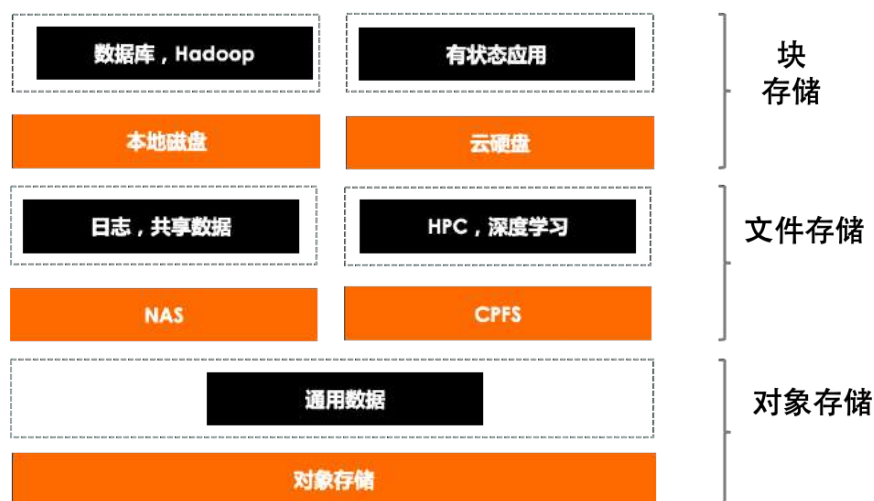 数据库，Hadoop
有状态应用
块
存储
本地磁盘
云硬盘
日志，共享数据
HPC，深度学习
文件存储
NAS
CPFS
通用数据
对象存储
对象存储